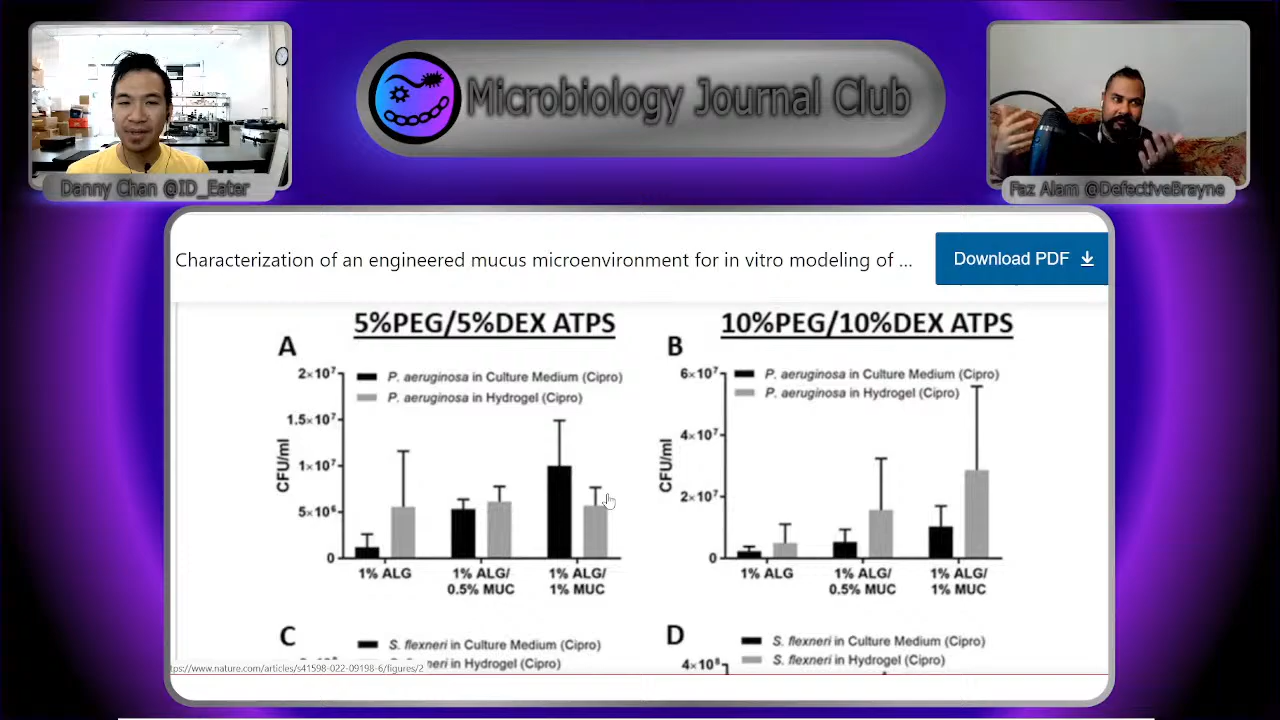 Microbiology Journal Club
Danny Chan @ID_Eater
Faz Alam @DefectiveBrayne
Characterization of an engineered mucus microenvironment for in vitro modeling of ...
Download PDF
5%PEG/5%DEX ATPS
A
2×10⁷
1.5×10⁷
1×10⁷
5×10⁶
0
CFU/ml
P. aeruginosa in Culture Medium (Cipro)
P. aeruginosa in Hydrogel (Cipro)
1% ALG
1% ALG/
0.5% MUC
1% ALG/
1% MUC
10%PEG/10%DEX ATPS
B
6×10⁷
4×10⁷
2×10⁷
0
CFU/ml
P. aeruginosa in Culture Medium (Cipro)
P. aeruginosa in Hydrogel (Cipro)
1% ALG
1% ALG/
0.5% MUC
1% ALG/
1% MUC
C
S. flexneri in Culture Medium (Cipro)
neri in Hydrogel (Cipro)
D
S. flexneri in Culture Medium (Cipro)
S. flexneri in Hydrogel (Cipro)
4×10⁸
tps://www.nature.com/articles/s41598-022-09198-6/figures/2